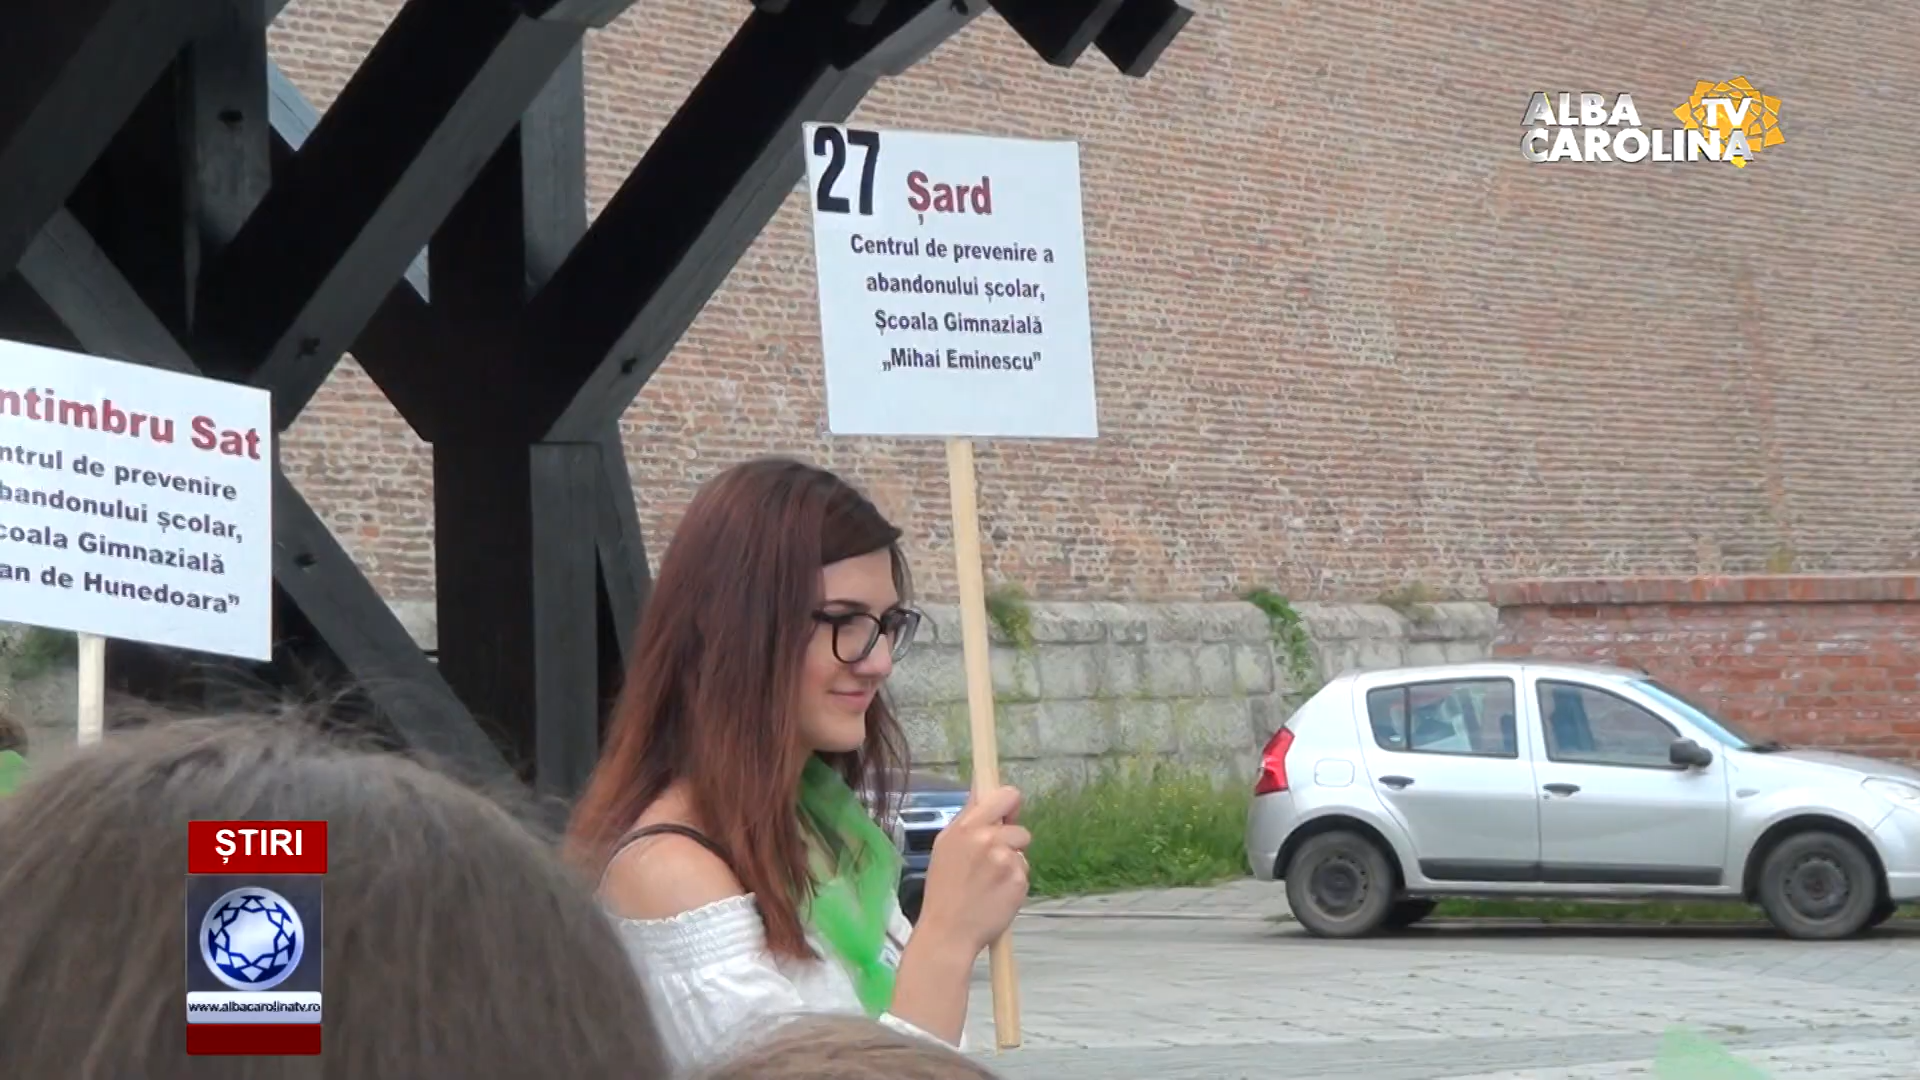 ALBA TV
CAROLINA
27 Șard
Centrul de prevenire a
abandonului școlar,
Școala Gimnazială
„Mihai Eminescu”
ntimbru Sat
ntrul de prevenire
bandonului școlar,
coala Gimnazială
an de Hunedoara”
ȘTIRI
www.albacarolinatv.ro